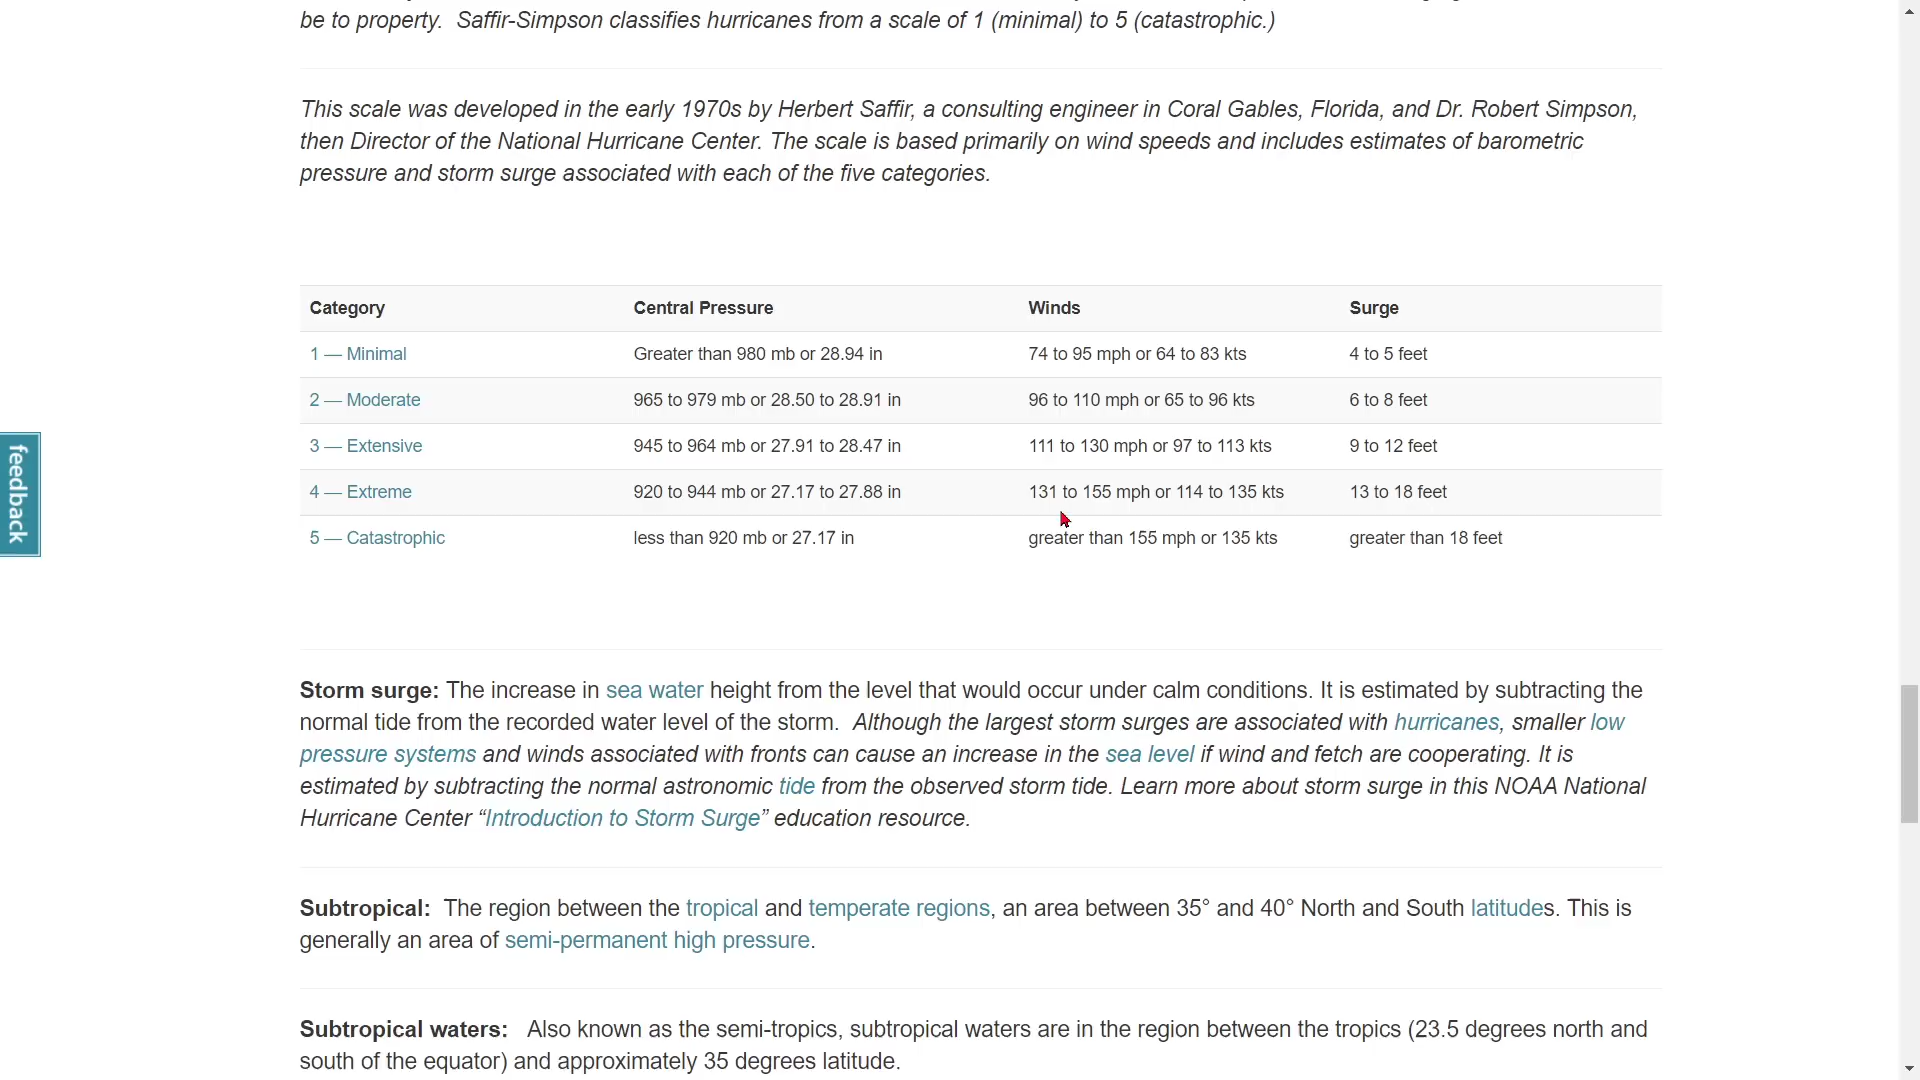 be to property.  Saffir-Simpson classifies hurricanes from a scale of 1 (minimal) to 5 (catastrophic.)
This scale was developed in the early 1970s by Herbert Saffir, a consulting engineer in Coral Gables, Florida, and Dr. Robert Simpson,
then Director of the National Hurricane Center. The scale is based primarily on wind speeds and includes estimates of barometric
pressure and storm surge associated with each of the five categories.
Category Central Pressure Winds Surge
1 — Minimal Greater than 980 mb or 28.94 in 74 to 95 mph or 64 to 83 kts 4 to 5 feet
2 — Moderate 965 to 979 mb or 28.50 to 28.91 in 96 to 110 mph or 65 to 96 kts 6 to 8 feet
3 — Extensive 945 to 964 mb or 27.91 to 28.47 in 111 to 130 mph or 97 to 113 kts 9 to 12 feet
feedback
4 — Extreme 920 to 944 mb or 27.17 to 27.88 in 131 to 155 mph or 114 to 135 kts 13 to 18 feet
5 — Catastrophic less than 920 mb or 27.17 in greater than 155 mph or 135 kts greater than 18 feet
Storm surge: The increase in sea water height from the level that would occur under calm conditions. It is estimated by subtracting the
normal tide from the recorded water level of the storm.  Although the largest storm surges are associated with hurricanes, smaller low
pressure systems and winds associated with fronts can cause an increase in the sea level if wind and fetch are cooperating. It is
estimated by subtracting the normal astronomic tide from the observed storm tide. Learn more about storm surge in this NOAA National
Hurricane Center “Introduction to Storm Surge” education resource.
Subtropical:  The region between the tropical and temperate regions, an area between 35° and 40° North and South latitudes. This is
generally an area of semi-permanent high pressure.
Subtropical waters:   Also known as the semi-tropics, subtropical waters are in the region between the tropics (23.5 degrees north and
south of the equator) and approximately 35 degrees latitude.